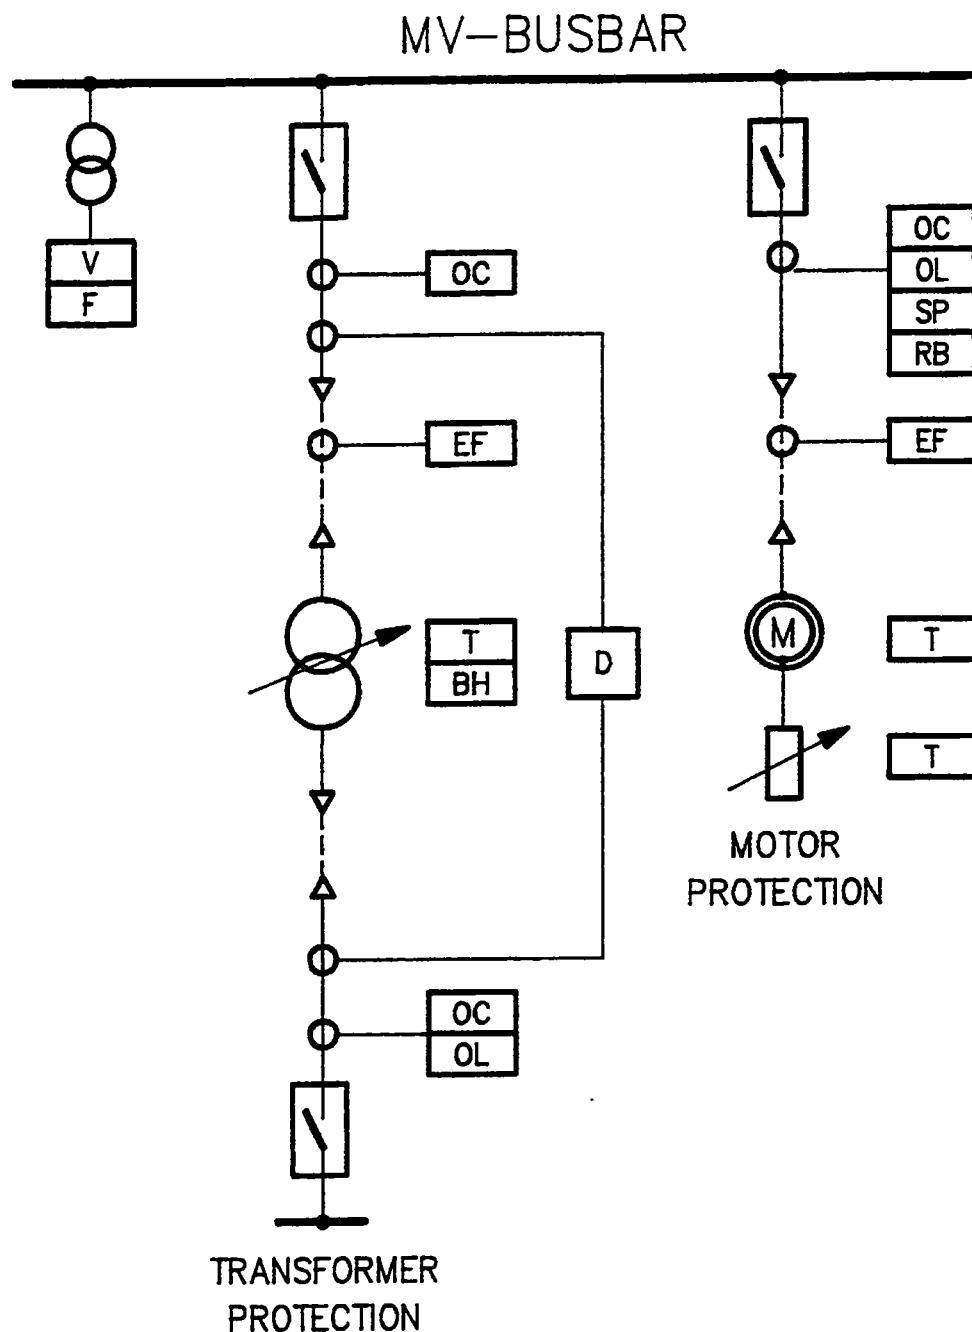 MV-BUSBAR
V
F
OC
EF
T
BH
D
OC
OL
TRANSFORMER
PROTECTION
OC
OL
SP
RB
EF
M
T
T
MOTOR
PROTECTION